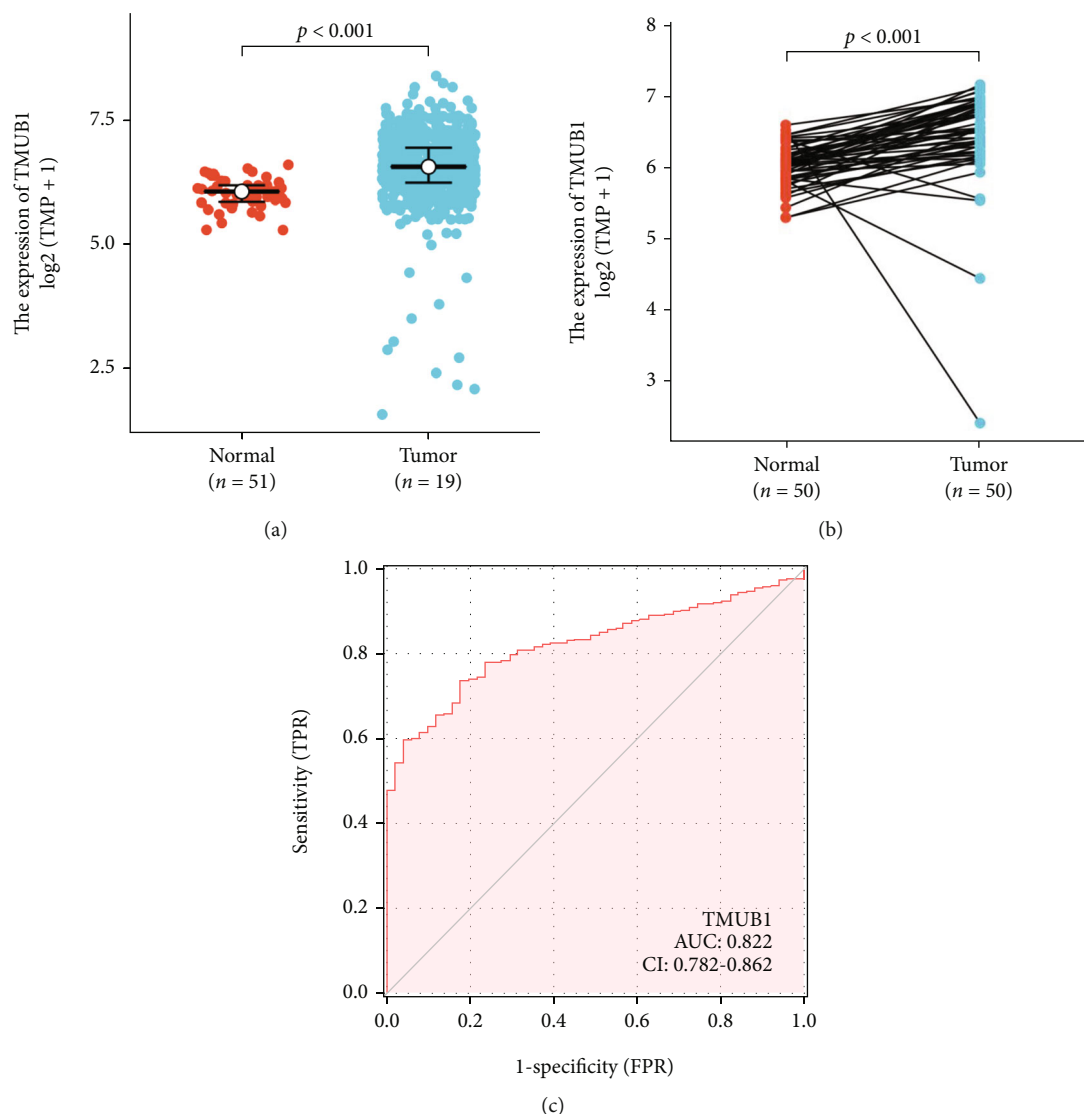 The expression of TMUB1
log2 (TMP + 1)
7.5
5.0
2.5
p < 0.001
Normal
(n = 51)
Tumor
(n = 19)
(a)
The expression of TMUB1
log2 (TMP + 1)
8
7
6
5
4
3
p < 0.001
Normal
(n = 50)
Tumor
(n = 50)
(b)
Sensitivity (TPR)
1.0
0.8
0.6
0.4
0.2
0.0
TMUB1
AUC: 0.822
CI: 0.782-0.862
0.0 0.2 0.4 0.6 0.8 1.0
1-specificity (FPR)
(c)